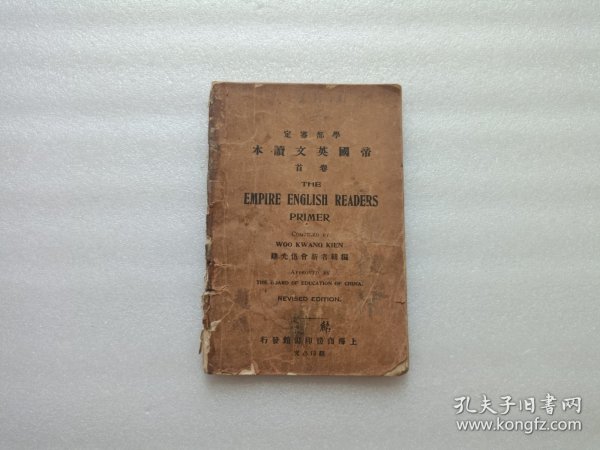 定審部學
本讀文英國帝
首卷
THE
EMPIRE ENGLISH READERS
PRIMER
COMPILED BY
WOO KWANG KIEN
建光伍會新者輯編
APPROVED BY
THE BOARD OF EDUCATION OF CHINA.
REVISED EDITION.
行發館書印務商海上
孔夫子旧书网
www.kongfz.com